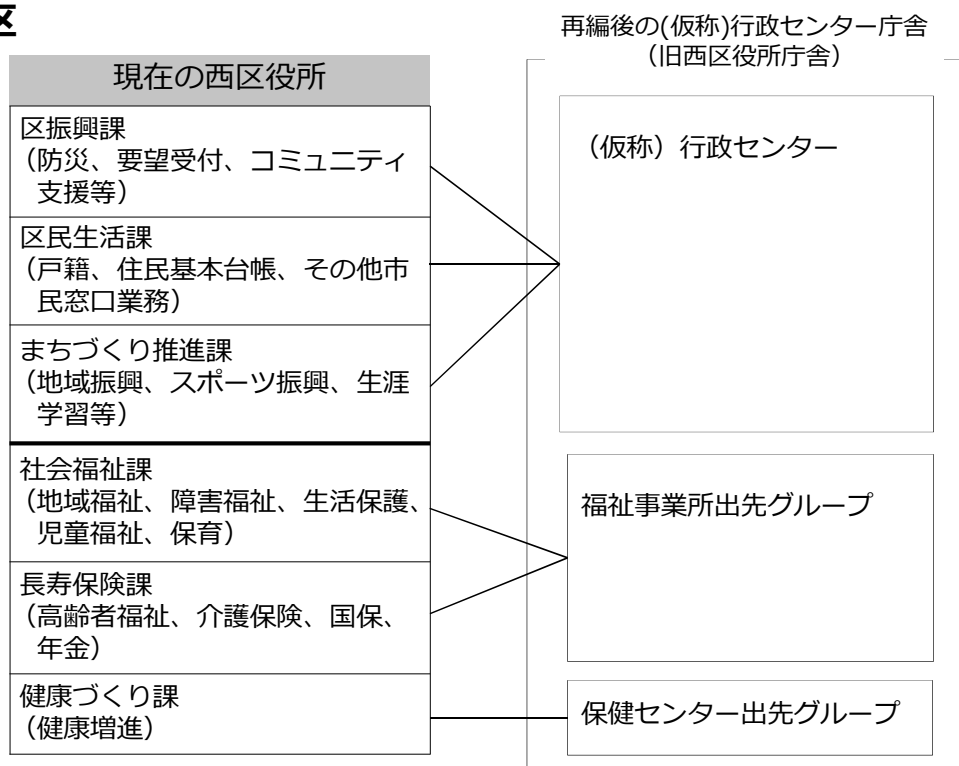 区
再編後の(仮称)行政センター庁舎
（旧西区役所庁舎）
現在の西区役所
区振興課
（防災、要望受付、コミュニティ
支援等）
区民生活課
（戸籍、住民基本台帳、その他市
民窓口業務）
まちづくり推進課
（地域振興、スポーツ振興、生涯
学習等）
社会福祉課
（地域福祉、障害福祉、生活保護、
児童福祉、保育）
長寿保険課
（高齢者福祉、介護保険、国保、
年金）
健康づくり課
（健康増進）
（仮称）行政センター
福祉事業所出先グループ
保健センター出先グループ